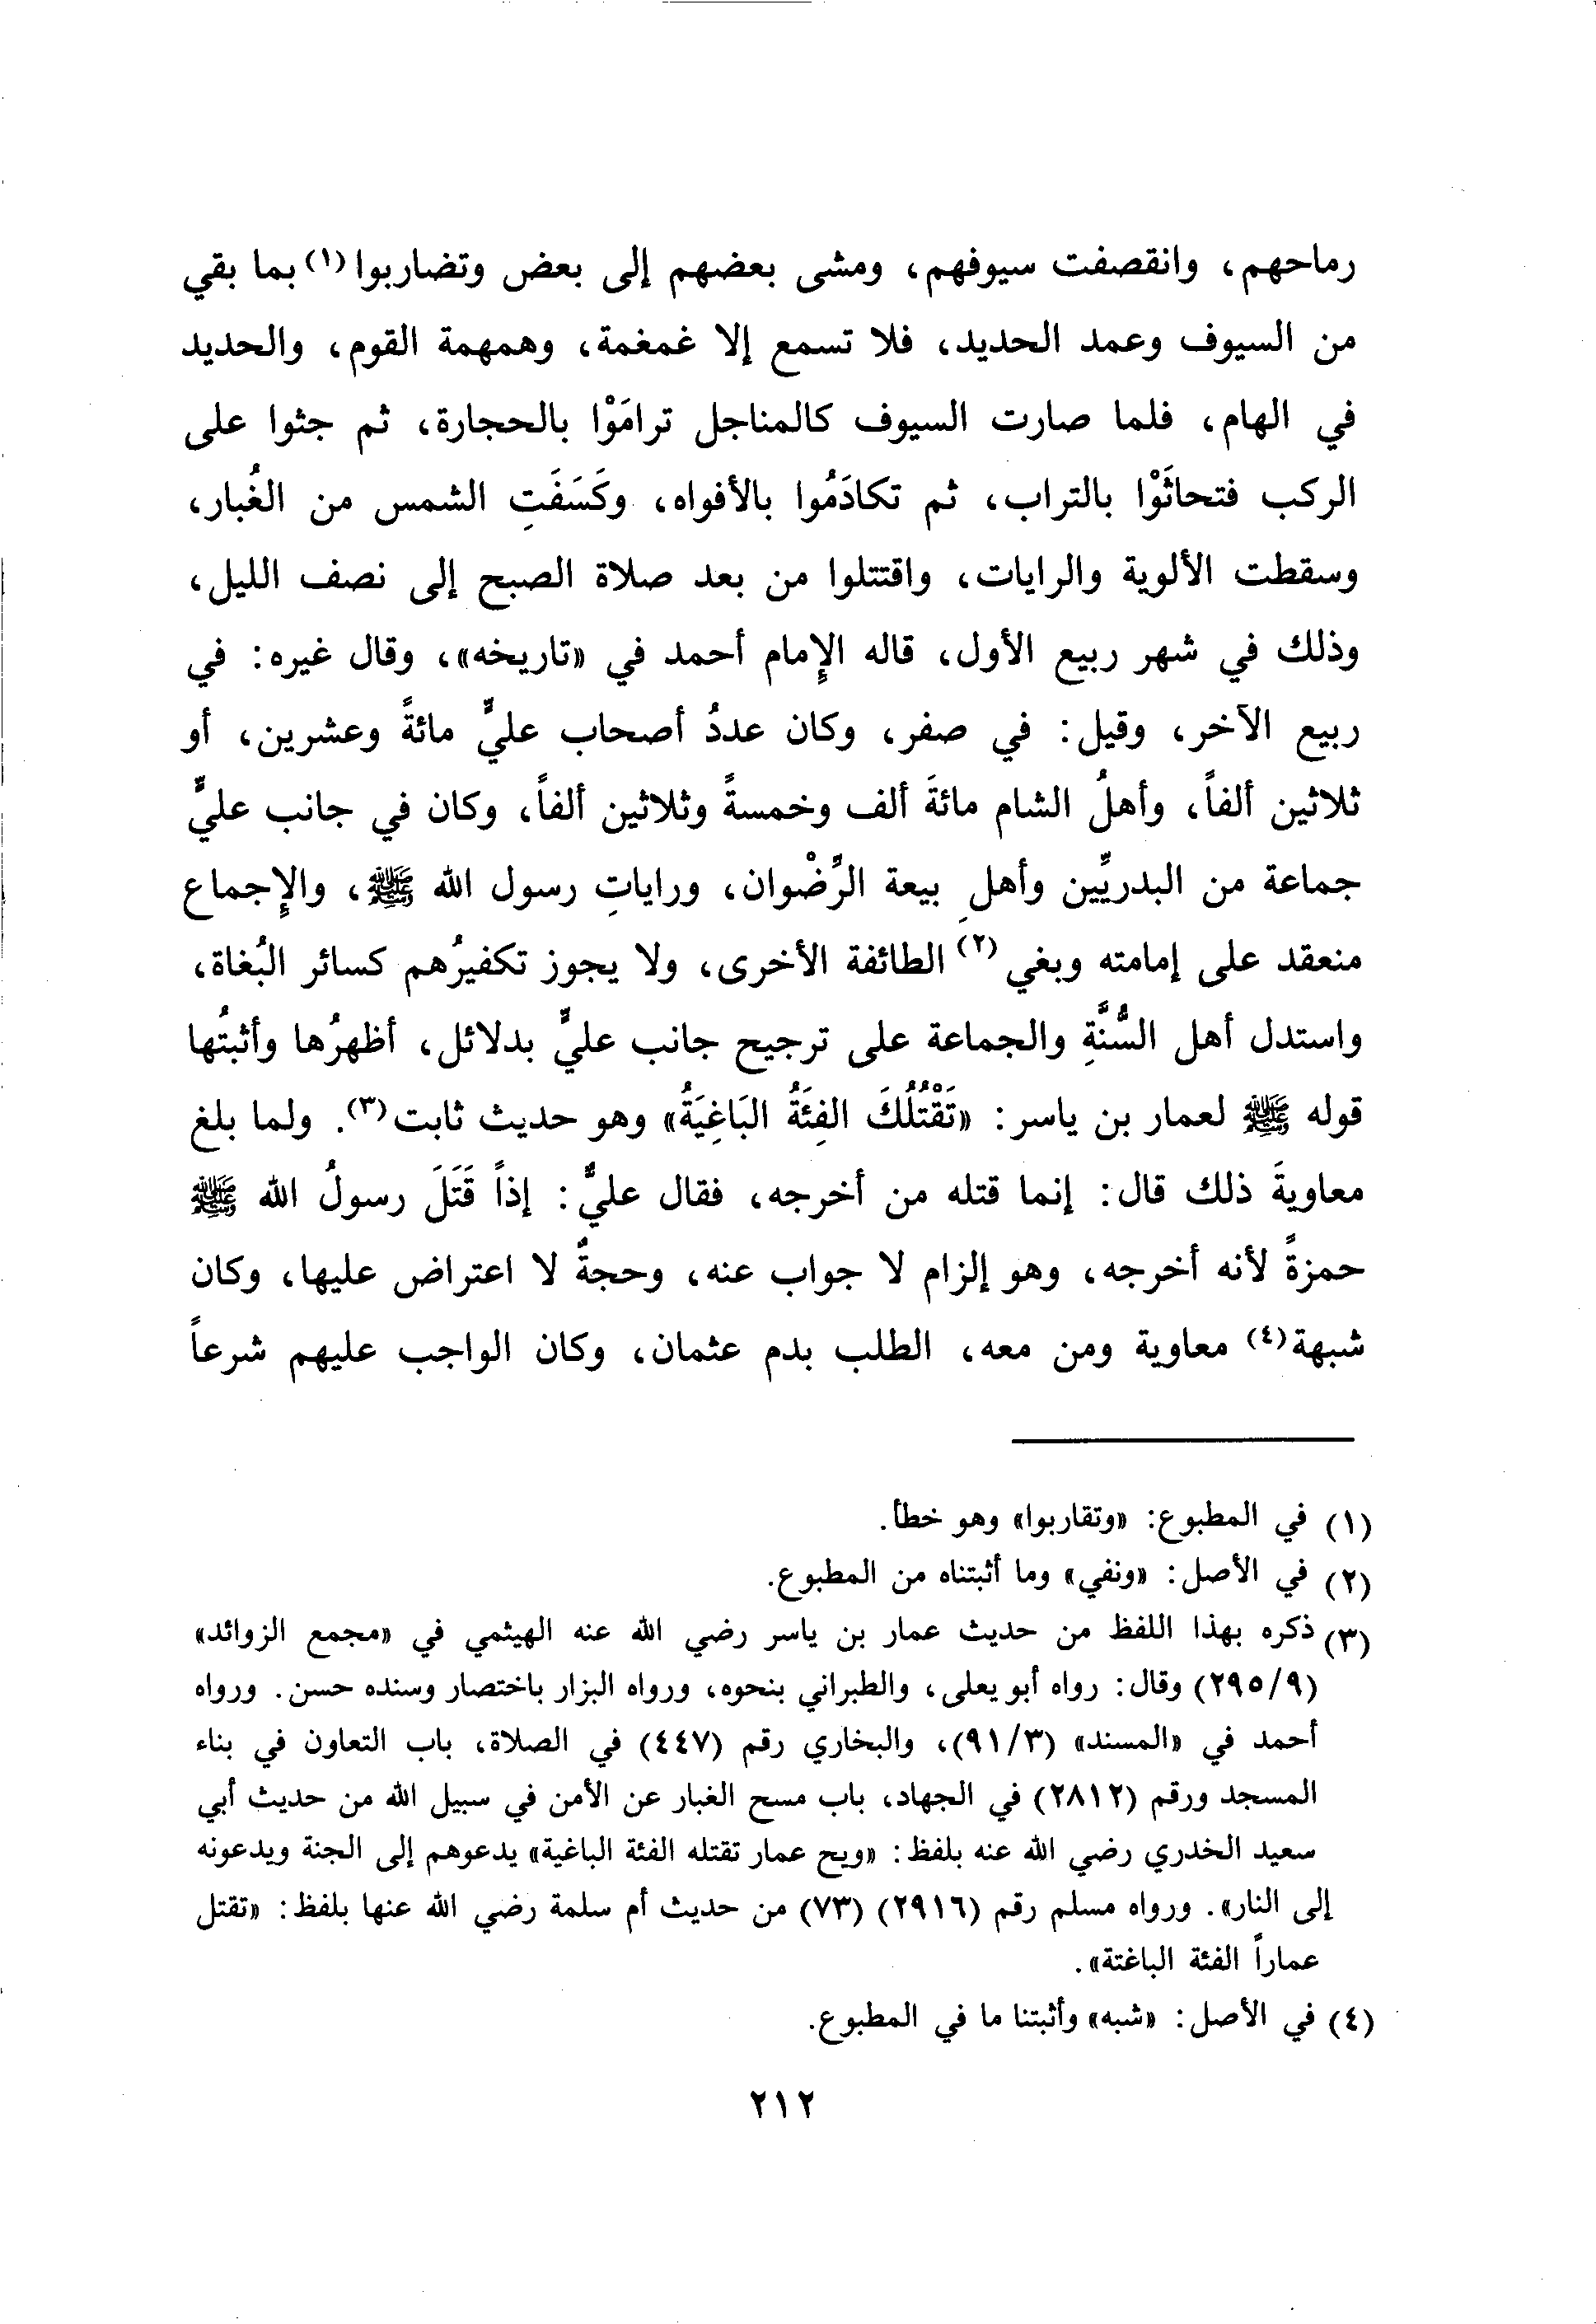 رماحهم، وانقصفت سيوفهم، ومشى بعضهم إلى بعض وتضاربوا(١) بما بقي
من السيوف وعمد الحديد، فلا تسمع إلا غمغمة، وهمهمة القوم، والحديد
في الهام، فلما صارت السيوف كالمناجل ترامَوْا بالحجارة، ثم جثوا على
الركب فتحاثَوْا بالتراب، ثم تكادَمُوا بالأفواه، وكَسَفَتِ الشمس من الغُبار،
وسقطت الألوية والرايات، واقتتلوا من بعد صلاة الصبح إلى نصف الليل،
وذلك في شهر ربيع الأول، قاله الإمام أحمد في «تاريخه»، وقال غيره: في
ربيع الآخر، وقيل: في صفر، وكان عددُ أصحاب عليٍّ مائةً وعشرين، أو
ثلاثين ألفاً، وأهلُ الشام مائةَ ألف وخمسةً وثلاثين ألفاً، وكان في جانب عليٍّ
جماعة من البدريِّين وأهلِ بيعة الرِّضْوان، وراياتِ رسول الله ﷺ، والإجماع
منعقد على إمامته وبغي(٢) الطائفة الأخرى، ولا يجوز تكفيرُهم كسائر البُغاة،
واستدل أهل السُّنَّةِ والجماعة على ترجيح جانب عليٍّ بدلائل، أظهرُها وأثبتُها
قوله ﷺ لعمار بن ياسر: «تَقْتُلُكَ الفِئَةُ البَاغِيَةُ» وهو حديث ثابت(٣). ولما بلغ
معاويةَ ذلك قال: إنما قتله من أخرجه، فقال عليٌّ: إذاً قَتَلَ رسولُ الله ﷺ
حمزةً لأنه أخرجه، وهو إلزام لا جواب عنه، وحجةٌ لا اعتراض عليها، وكان
شبهة(٤) معاوية ومن معه، الطلب بدم عثمان، وكان الواجب عليهم شرعاً
(١) في المطبوع: «وتقاربوا» وهو خطأ.
(٢) في الأصل: «ونفي» وما أثبتناه من المطبوع.
(٣) ذكره بهذا اللفظ من حديث عمار بن ياسر رضي الله عنه الهيثمي في «مجمع الزوائد»
(٢٩٥/٩) وقال: رواه أبو يعلى، والطبراني بنحوه، ورواه البزار باختصار وسنده حسن. ورواه
أحمد في «المسند» (٩١/٣)، والبخاري رقم (٤٤٧) في الصلاة، باب التعاون في بناء
المسجد ورقم (٢٨١٢) في الجهاد، باب مسح الغبار عن الأمن في سبيل الله من حديث أبي
سعيد الخدري رضي الله عنه بلفظ: «ويح عمار تقتله الفئة الباغية» يدعوهم إلى الجنة ويدعونه
إلى النار». ورواه مسلم رقم (٢٩١٦) (٧٣) من حديث أم سلمة رضي الله عنها بلفظ: «تقتل
عماراً الفئة الباغتة».
(٤) في الأصل: «شبه» وأثبتنا ما في المطبوع.
٢١٢